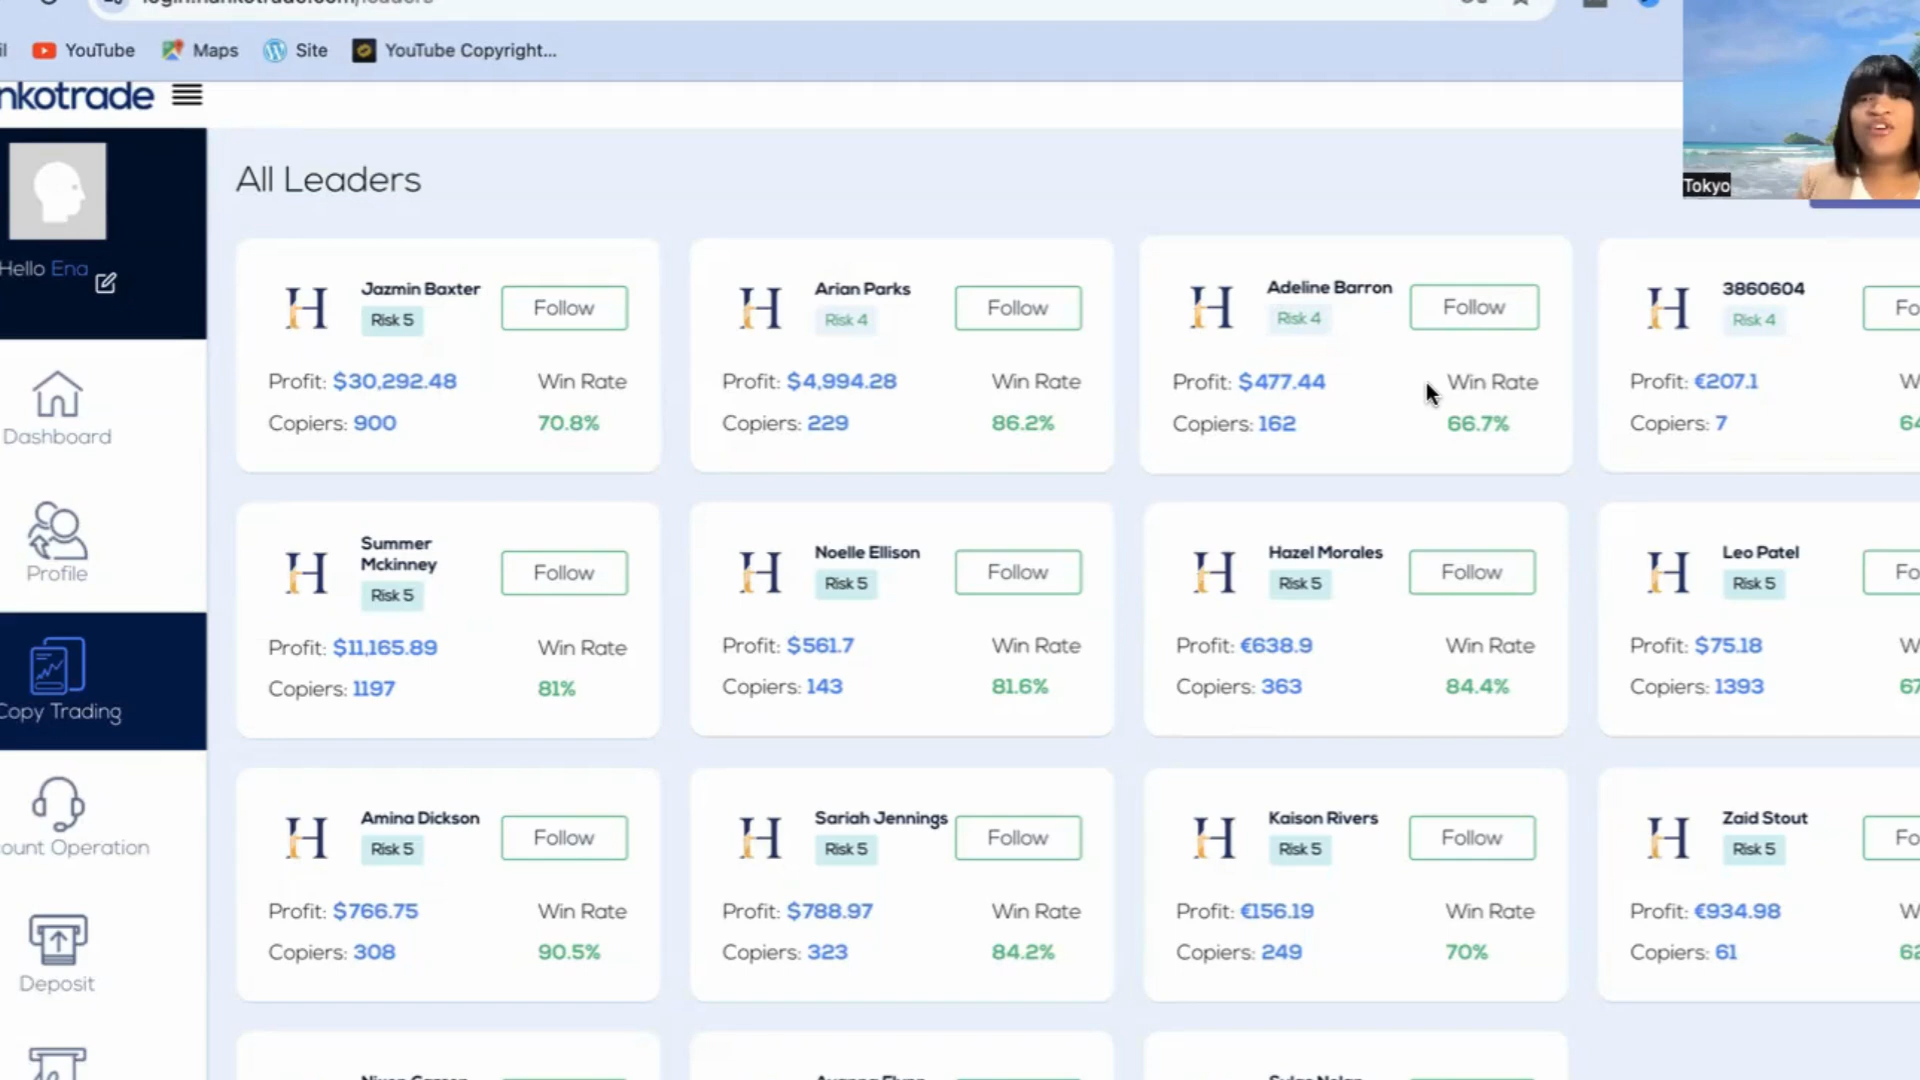 YouTube
Maps
Site
YouTube Copyright...
nkotrade
Tokyo
Hello Ena
All Leaders
Jazmin Baxter
Risk 5
Follow
Profit: $30,292.48
Win Rate
Copiers: 900
70.8%
Arian Parks
Risk 4
Follow
Profit: $4,994.28
Win Rate
Copiers: 229
86.2%
Adeline Barron
Risk 4
Follow
Profit: $477.44
Win Rate
Copiers: 162
66.7%
3860604
Risk 4
Fo
Profit: €207.1
W
Copiers: 7
64
Dashboard
Profile
Copy Trading
ount Operation
Deposit
Summer
Mckinney
Risk 5
Follow
Profit: $11,165.89
Win Rate
Copiers: 1197
81%
Noelle Ellison
Risk 5
Follow
Profit: $561.7
Win Rate
Copiers: 143
81.6%
Hazel Morales
Risk 5
Follow
Profit: €638.9
Win Rate
Copiers: 363
84.4%
Leo Patel
Risk 5
Fo
Profit: $75.18
W
Copiers: 1393
67
Amina Dickson
Risk 5
Follow
Profit: $766.75
Win Rate
Copiers: 308
90.5%
Sariah Jennings
Risk 5
Follow
Profit: $788.97
Win Rate
Copiers: 323
84.2%
Kaison Rivers
Risk 5
Follow
Profit: €156.19
Win Rate
Copiers: 249
70%
Zaid Stout
Risk 5
Fo
Profit: €934.98
W
Copiers: 61
62